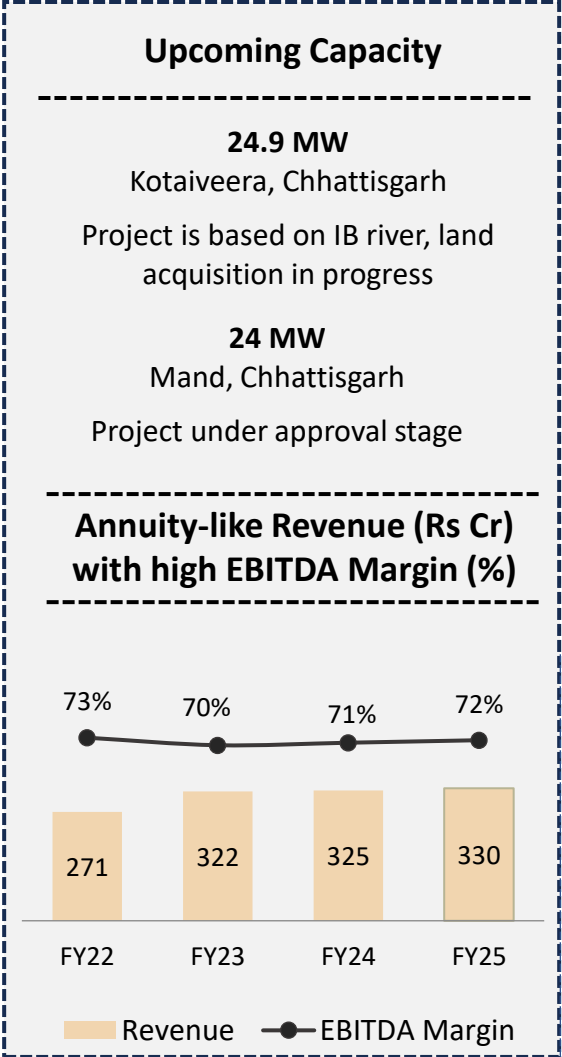 Upcoming Capacity
24.9 MW
Kotaiveera, Chhattisgarh
Project is based on IB river, land
acquisition in progress
24 MW
Mand, Chhattisgarh
Project under approval stage
Annuity-like Revenue (Rs Cr)
with high EBITDA Margin (%)
73% 70% 71% 72%
271 322 325 330
FY22 FY23 FY24 FY25
Revenue EBITDA Margin